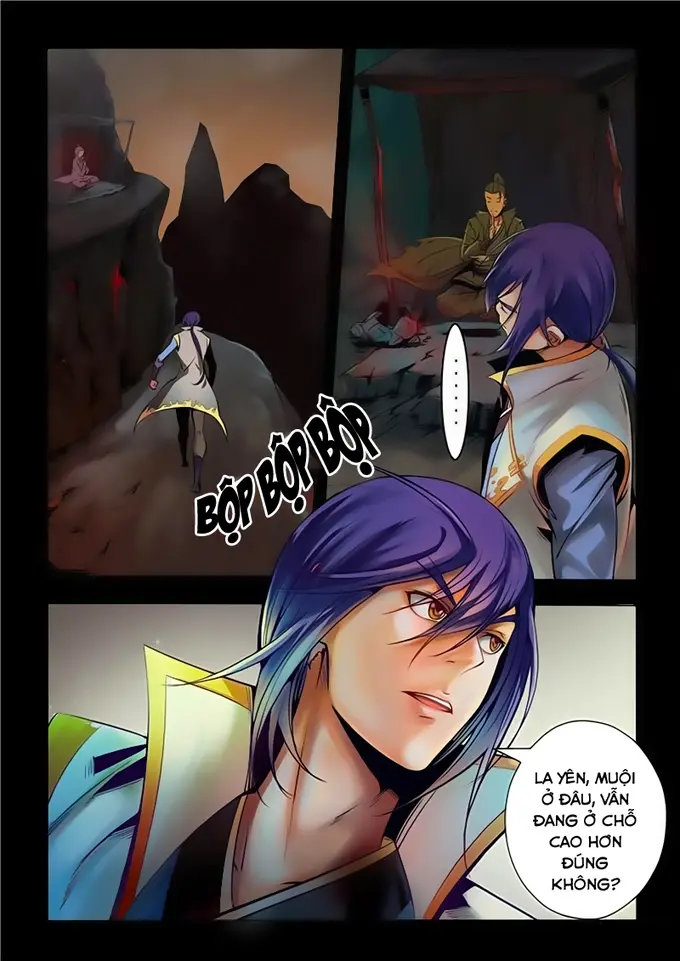 ......
BỘP BỘP BỘP
LA YÊN, MUỘI
Ở ĐÂU, VẪN
ĐANG Ở CHỖ
CAO HƠN
ĐÚNG
KHÔNG?